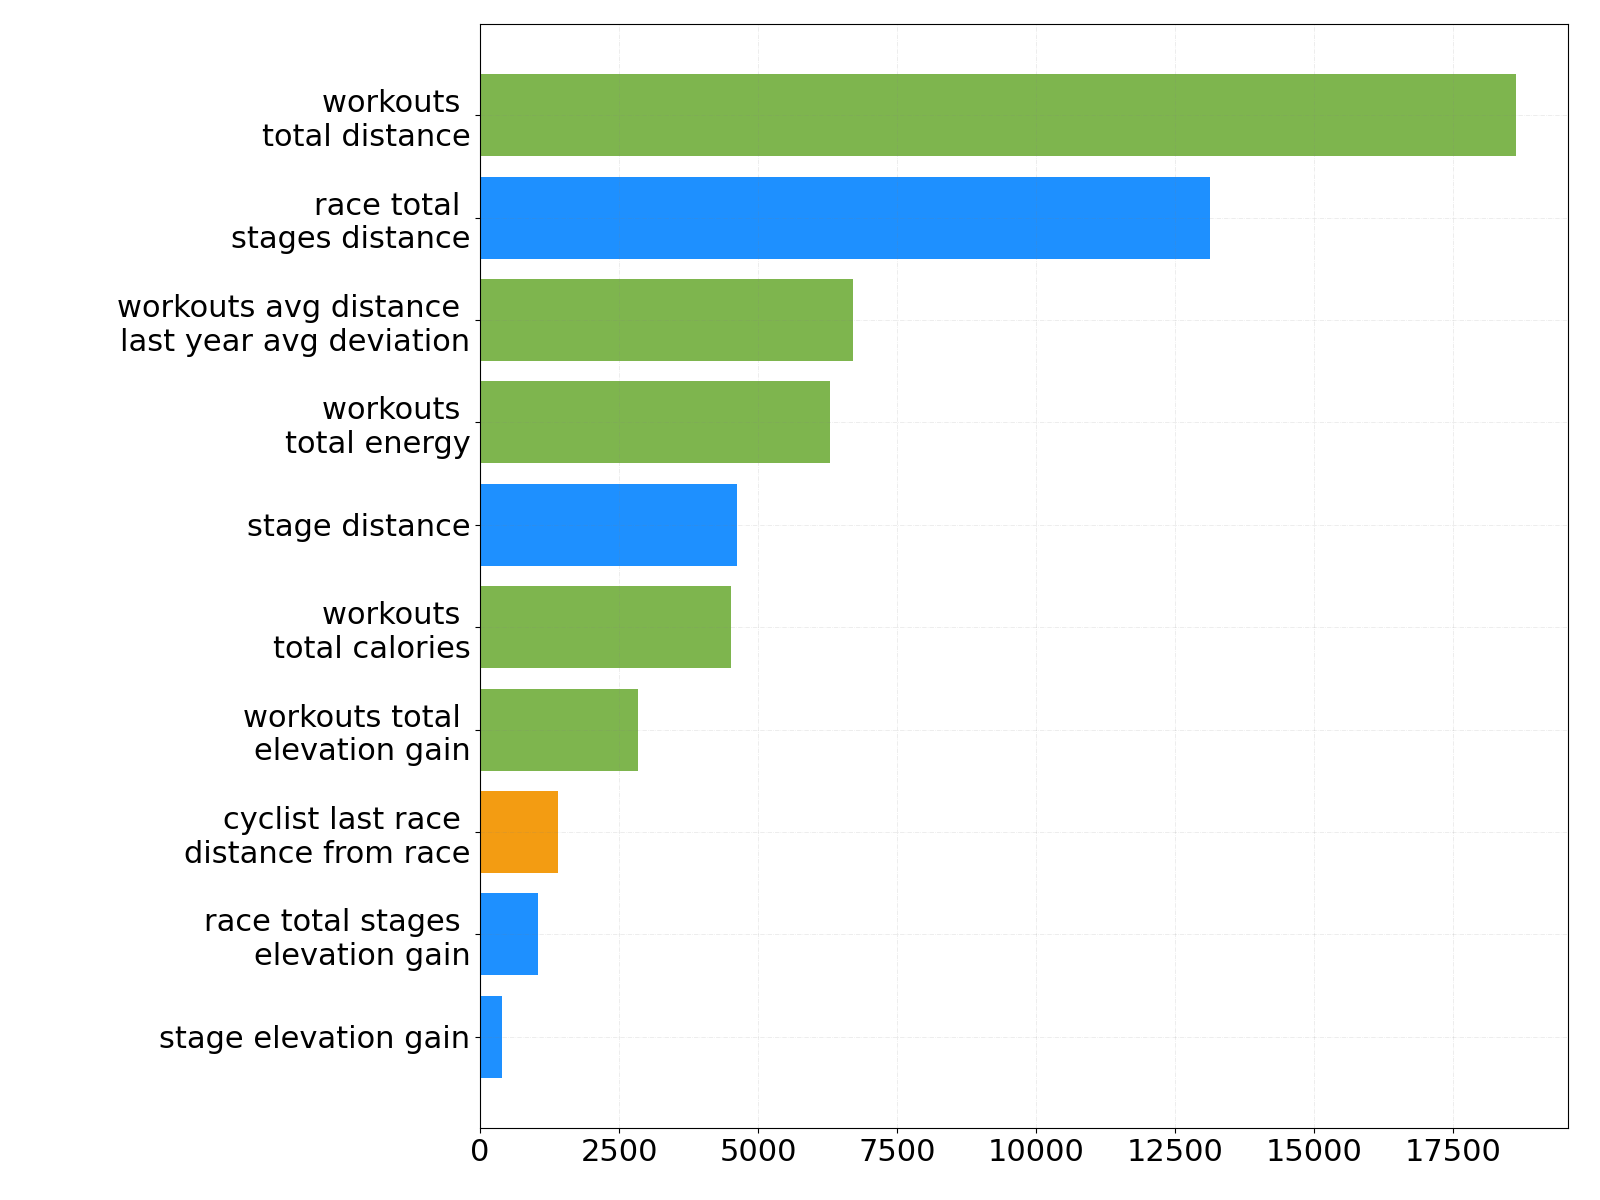 workouts
total distance
race total
stages distance
workouts avg distance
last year avg deviation
workouts
total energy
stage distance
workouts
total calories
workouts total
elevation gain
cyclist last race
distance from race
race total stages
elevation gain
stage elevation gain
0 2500 5000 7500 10000 12500 15000 17500